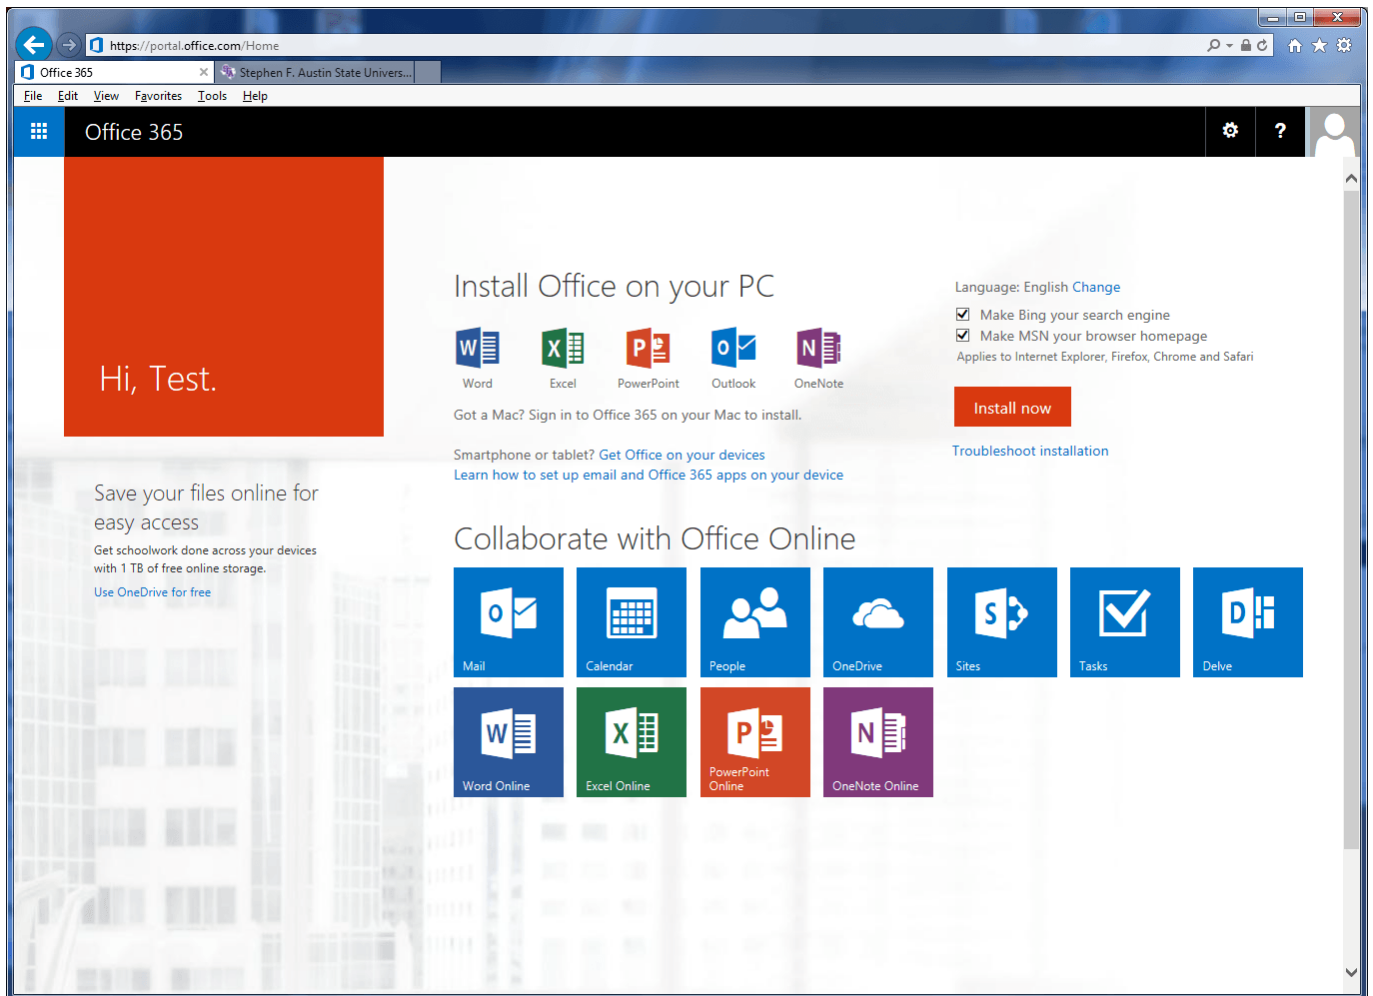 https://portal.office.com/Home
Office 365
Stephen F. Austin State Univers...
File Edit View Favorites Tools Help
Office 365
?
Hi, Test.
Save your files online for
easy access
Get schoolwork done across your devices
with 1 TB of free online storage.
Use OneDrive for free
Install Office on your PC
W
X
P
O
N
Word
Excel
PowerPoint
Outlook
OneNote
Got a Mac? Sign in to Office 365 on your Mac to install.
Smartphone or tablet? Get Office on your devices
Learn how to set up email and Office 365 apps on your device
Language: English Change
Make Bing your search engine
Make MSN your browser homepage
Applies to Internet Explorer, Firefox, Chrome and Safari
Install now
Troubleshoot installation
Collaborate with Office Online
O
S
D
Mail
Calendar
People
OneDrive
Sites
Tasks
Delve
W
X
P
N
Word Online
Excel Online
PowerPoint
Online
OneNote Online